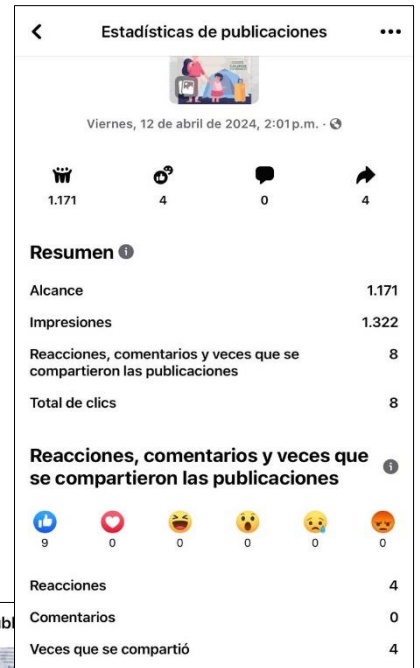 Estadísticas de publicaciones
Viernes, 12 de abril de 2024, 2:01 p.m. ·
1.171 4 0 4
Resumen
Alcance 1.171
Impresiones 1.322
Reacciones, comentarios y veces que se 8
compartieron las publicaciones
Total de clics 8
Reacciones, comentarios y veces que
se compartieron las publicaciones
9 0 0 0 0 0
Reacciones 4
Comentarios 0
Veces que se compartió 4